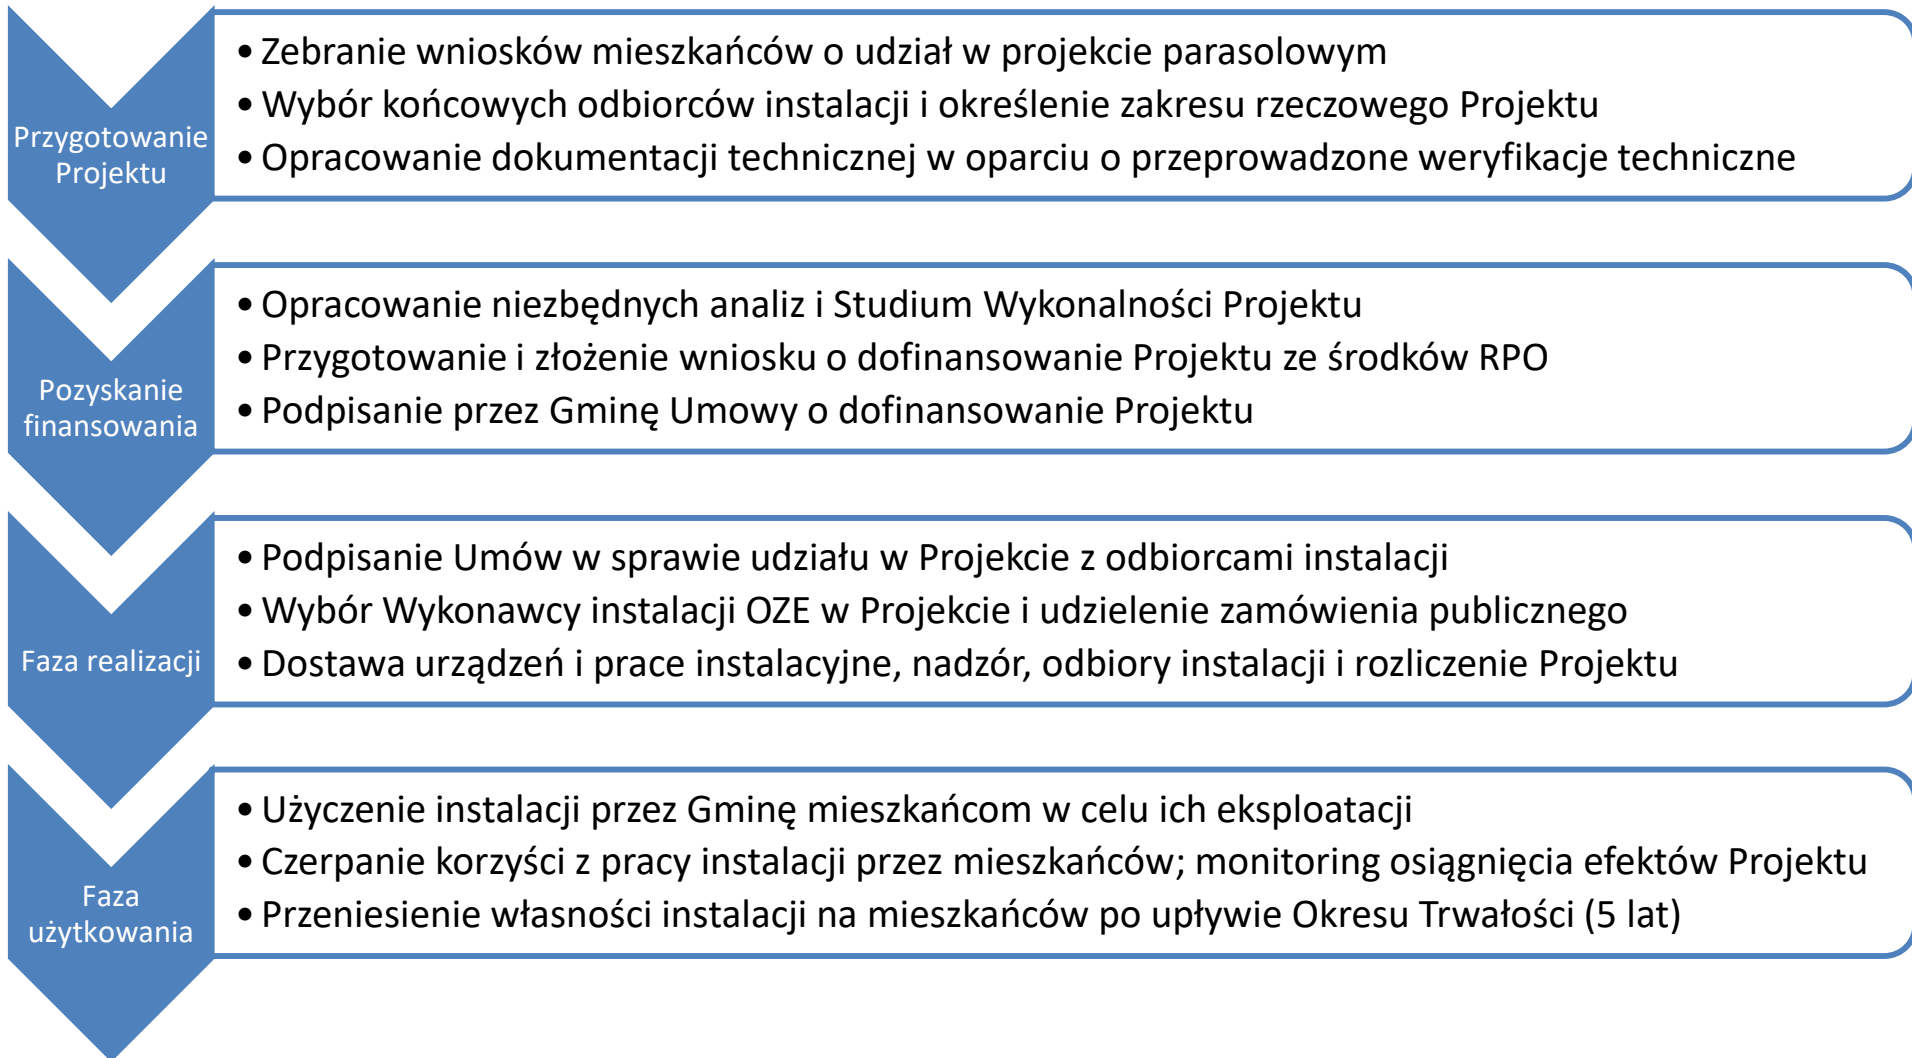 Przygotowanie
Projektu
• Zebranie wniosków mieszkańców o udział w projekcie parasolowym
• Wybór końcowych odbiorców instalacji i określenie zakresu rzeczowego Projektu
• Opracowanie dokumentacji technicznej w oparciu o przeprowadzone weryfikacje techniczne
Pozyskanie
finansowania
• Opracowanie niezbędnych analiz i Studium Wykonalności Projektu
• Przygotowanie i złożenie wniosku o dofinansowanie Projektu ze środków RPO
• Podpisanie przez Gminę Umowy o dofinansowanie Projektu
Faza realizacji
• Podpisanie Umów w sprawie udziału w Projekcie z odbiorcami instalacji
• Wybór Wykonawcy instalacji OZE w Projekcie i udzielenie zamówienia publicznego
• Dostawa urządzeń i prace instalacyjne, nadzór, odbiory instalacji i rozliczenie Projektu
Faza
użytkowania
• Użyczenie instalacji przez Gminę mieszkańcom w celu ich eksploatacji
• Czerpanie korzyści z pracy instalacji przez mieszkańców; monitoring osiągnięcia efektów Projektu
• Przeniesienie własności instalacji na mieszkańców po upływie Okresu Trwałości (5 lat)